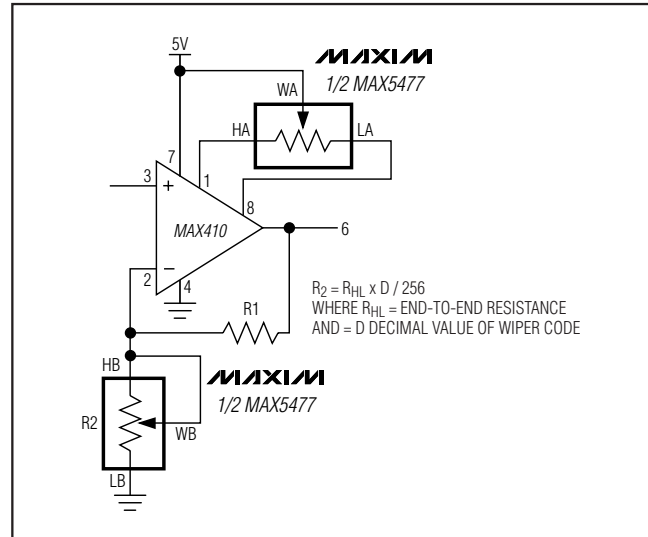 5V
MAXIM
1/2 MAX5477
WA
HA
LA
7
3
+
1
8
MAX410
6
2
−
4
R1
R2 = RHL x D / 256
WHERE RHL = END-TO-END RESISTANCE
AND = D DECIMAL VALUE OF WIPER CODE
HB
MAXIM
1/2 MAX5477
R2
WB
LB